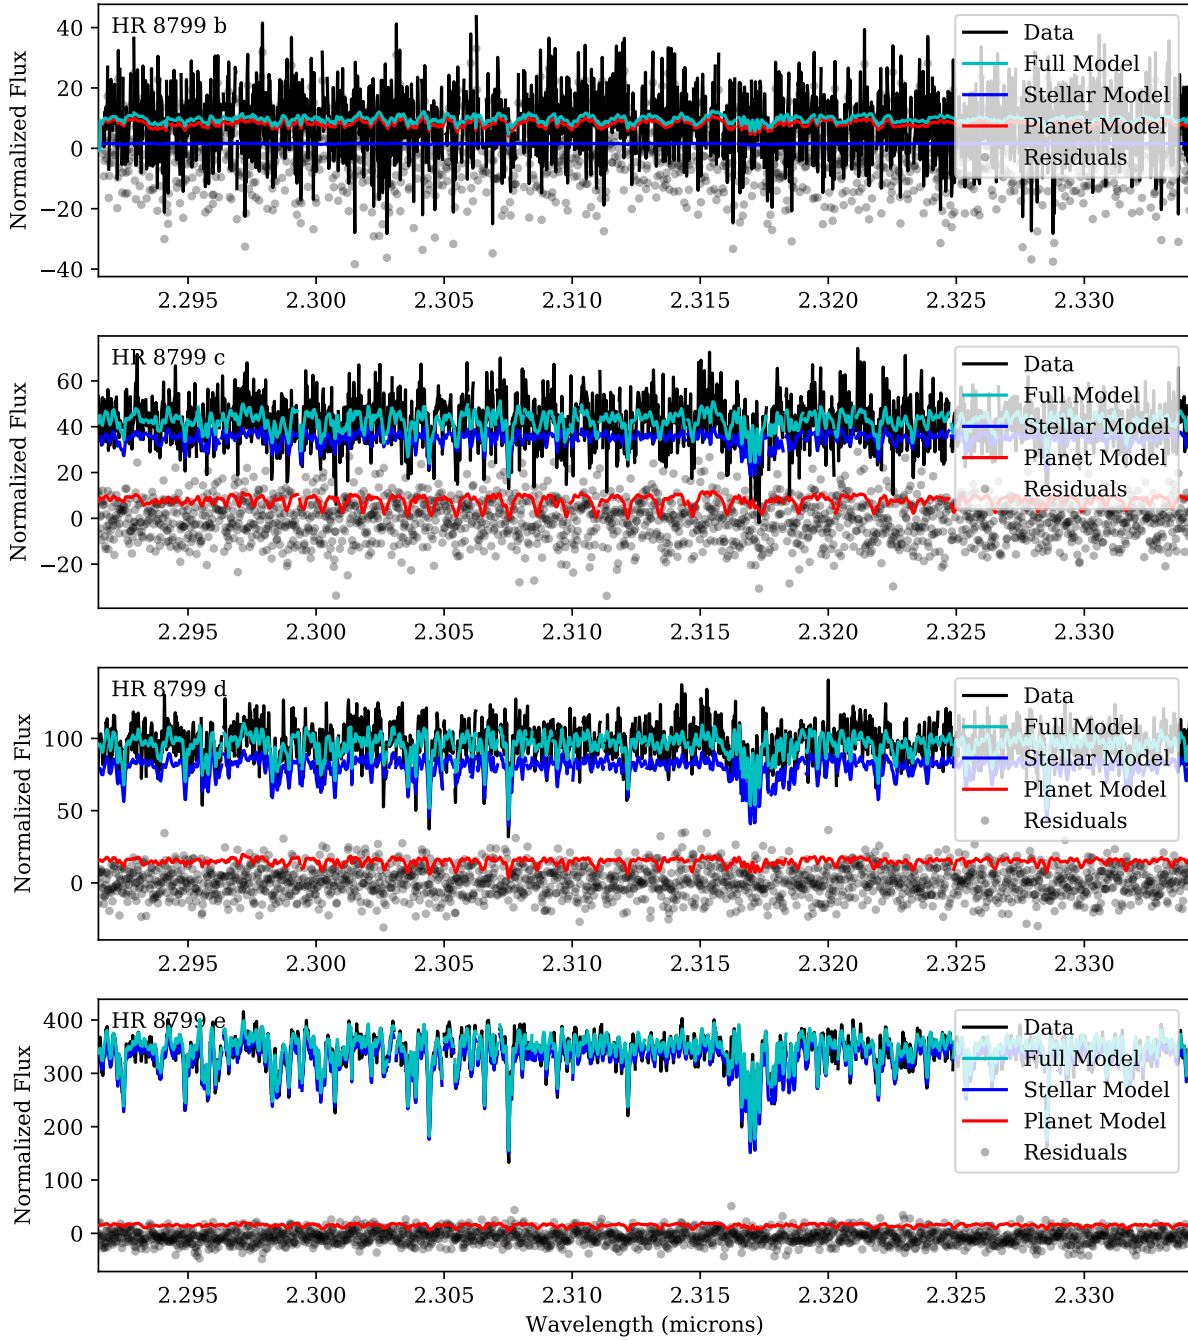 HR 8799 b
Data
Full Model
Stellar Model
Planet Model
Residuals
Normalized Flux
40
20
0
−20
−40
2.295 2.300 2.305 2.310 2.315 2.320 2.325 2.330
HR 8799 c
Data
Full Model
Stellar Model
Planet Model
Residuals
Normalized Flux
60
40
20
0
−20
2.295 2.300 2.305 2.310 2.315 2.320 2.325 2.330
HR 8799 d
Data
Full Model
Stellar Model
Planet Model
Residuals
Normalized Flux
100
50
0
2.295 2.300 2.305 2.310 2.315 2.320 2.325 2.330
HR 8799 e
Data
Full Model
Stellar Model
Planet Model
Residuals
Normalized Flux
400
300
200
100
0
2.295 2.300 2.305 2.310 2.315 2.320 2.325 2.330
Wavelength (microns)